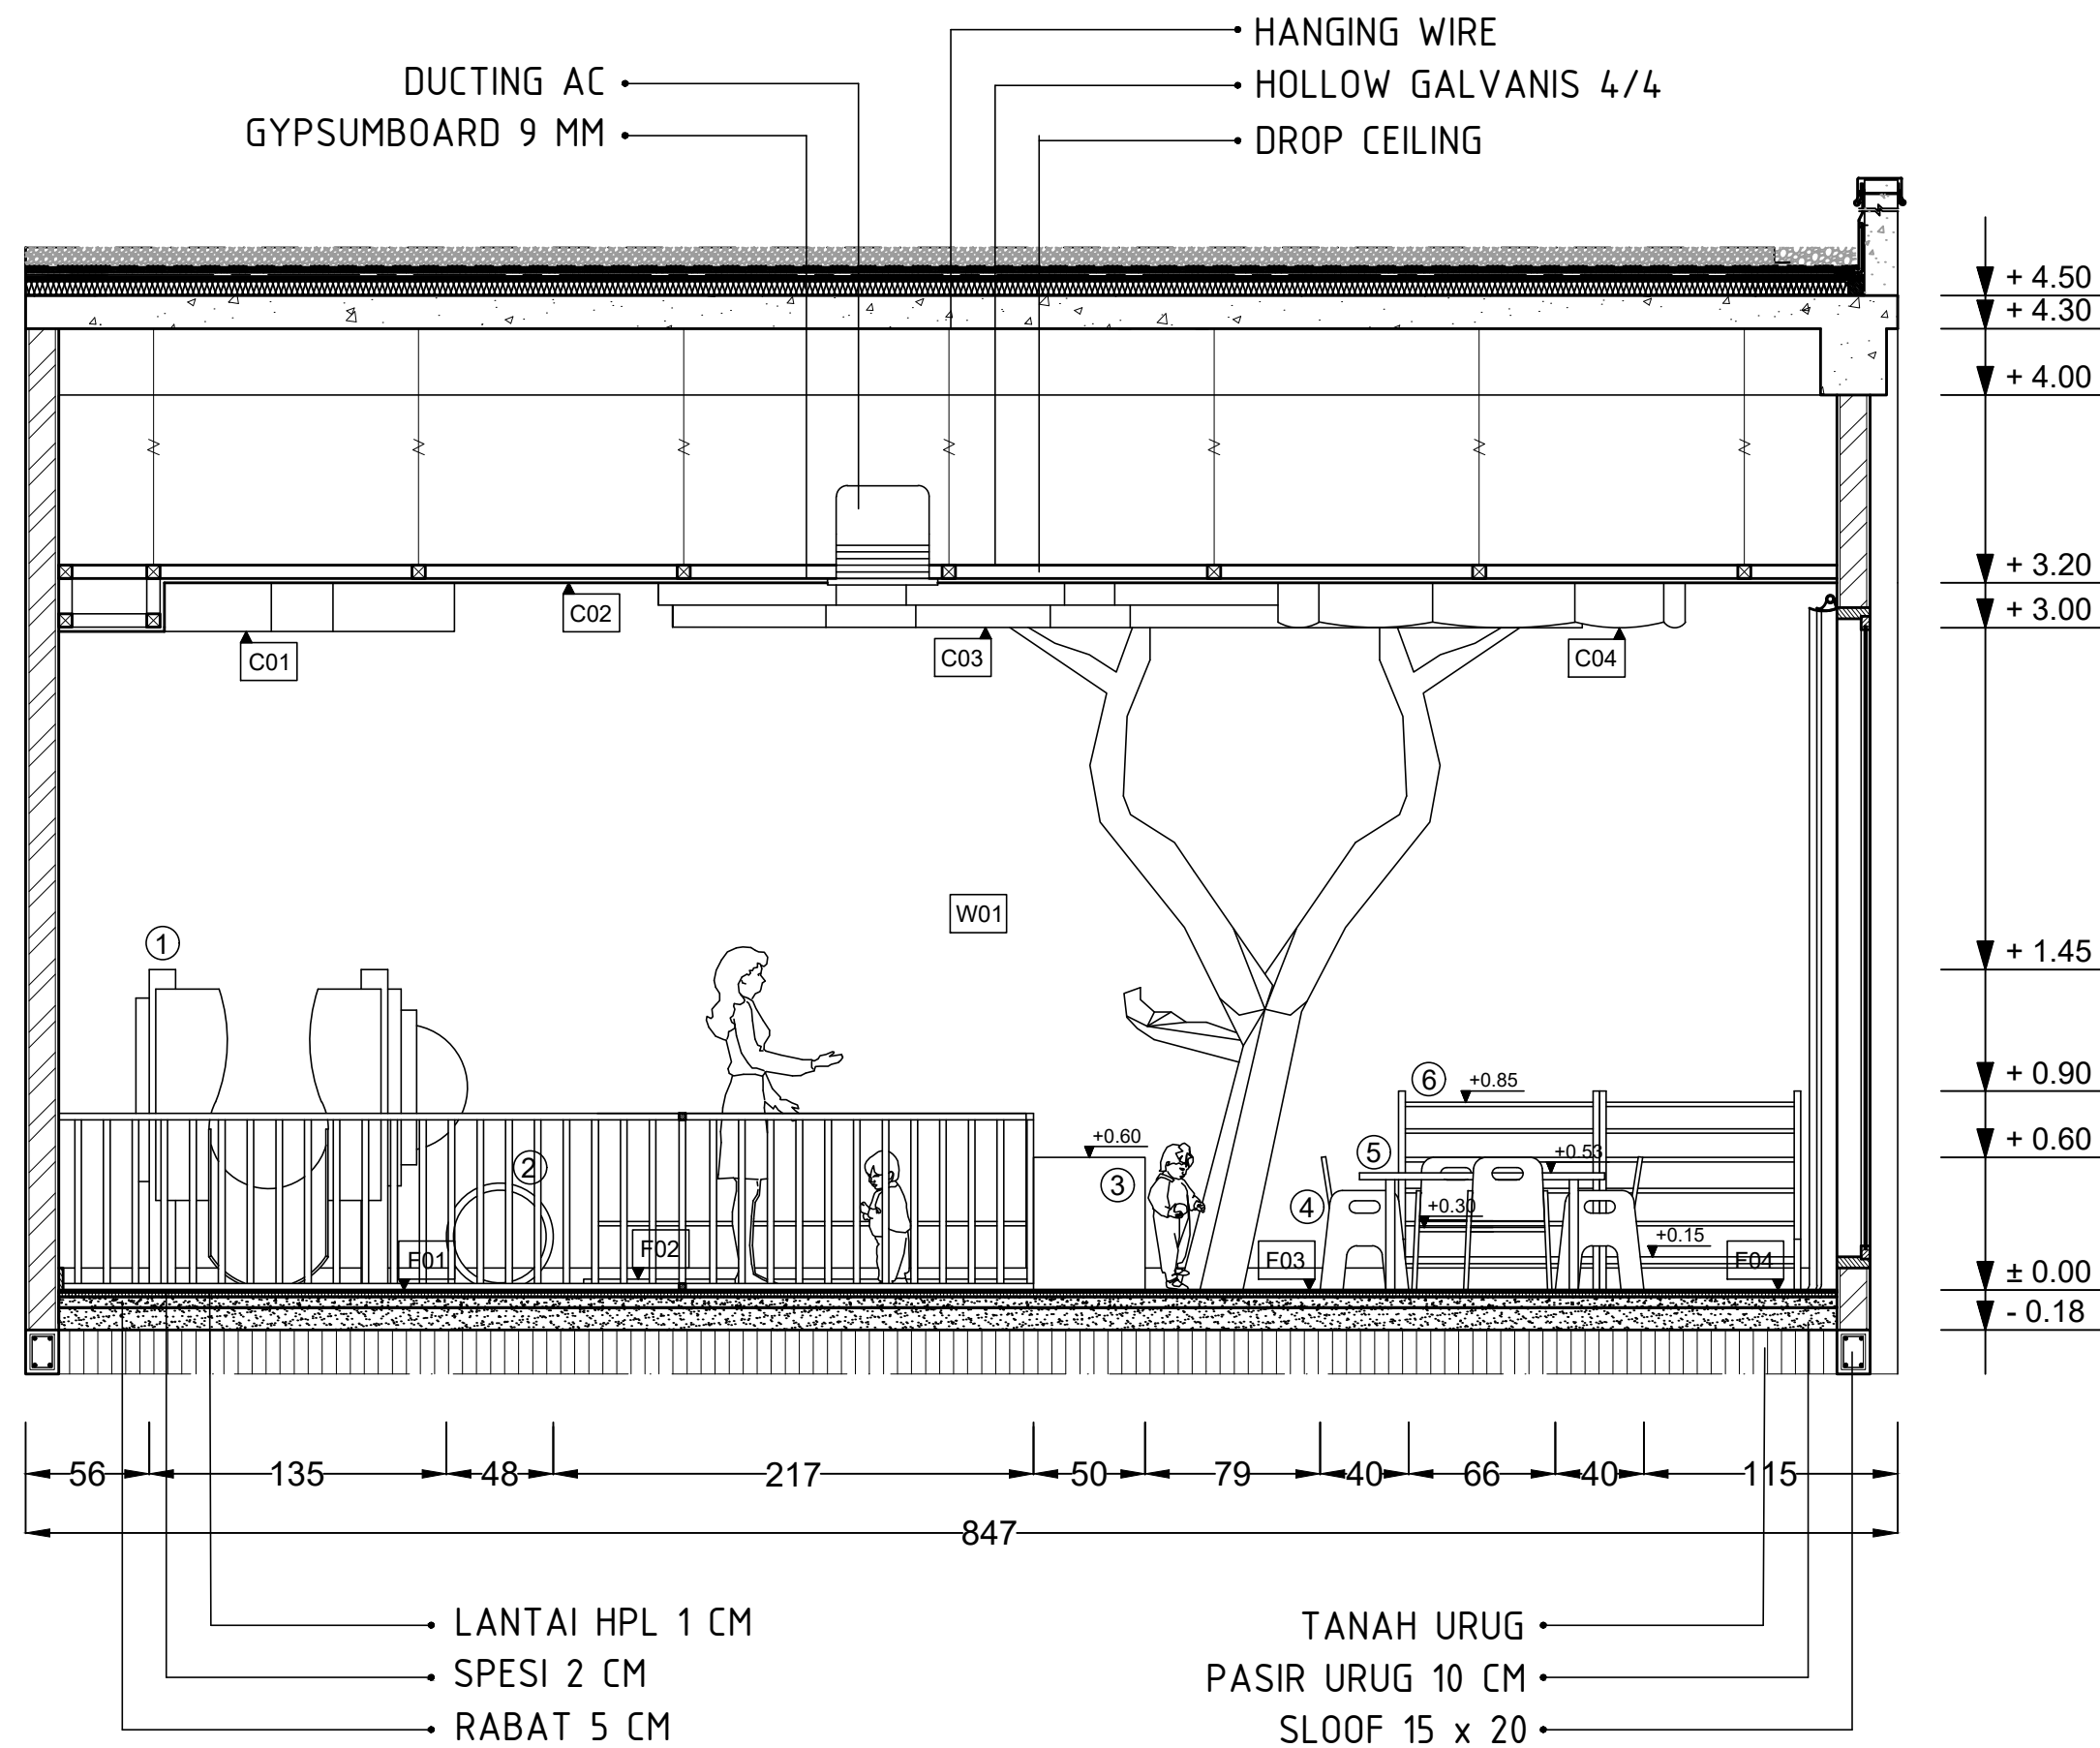 HANGING WIRE
DUCTING AC
HOLLOW GALVANIS 4/4
GYPSUMBOARD 9 MM
DROP CEILING
+ 4.50
+ 4.30
+ 4.00
+ 3.20
C02
+ 3.00
C01
C03
C04
W01
1
+ 1.45
6
+0.85
+ 0.90
+0.60
+ 0.60
2
5
+0.53
3
4
+0.30
+0.15
F01
F02
F03
F04
± 0.00
- 0.18
56
135
48
217
50
79
40
66
40
115
847
LANTAI HPL 1 CM
TANAH URUG
SPESI 2 CM
PASIR URUG 10 CM
RABAT 5 CM
SLOOF 15 x 20